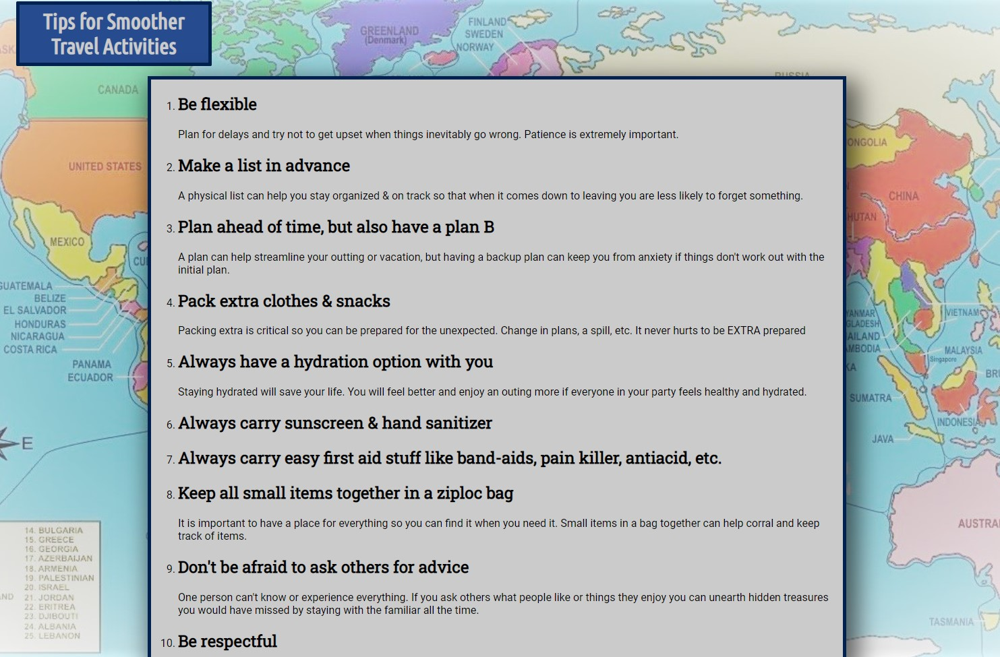 Tips for Smoother
Travel Activities
1. Be flexible
Plan for delays and try not to get upset when things inevitably go wrong. Patience is extremely important.
2. Make a list in advance
A physical list can help you stay organized & on track so that when it comes down to leaving you are less likely to forget something.
3. Plan ahead of time, but also have a plan B
A plan can help streamline your outting or vacation, but having a backup plan can keep you from anxiety if things don't work out with the
initial plan.
4. Pack extra clothes & snacks
Packing extra is critical so you can be prepared for the unexpected. Change in plans, a spill, etc. It never hurts to be EXTRA prepared
5. Always have a hydration option with you
Staying hydrated will save your life. You will feel better and enjoy an outing more if everyone in your party feels healthy and hydrated.
6. Always carry sunscreen & hand sanitizer
7. Always carry easy first aid stuff like band-aids, pain killer, antiacid, etc.
8. Keep all small items together in a ziploc bag
It is important to have a place for everything so you can find it when you need it. Small items in a bag together can help corral and keep
track of items.
9. Don't be afraid to ask others for advice
One person can't know or experience everything. If you ask others what people like or things they enjoy you can unearth hidden treasures
you would have missed by staying with the familiar all the time.
10. Be respectful
GREENLAND
(Denmark)
FINLAND
SWEDEN
NORWAY
RUSSIA
CANADA
UNITED STATES
MEXICO
GUATEMALA
BELIZE
EL SALVADOR
HONDURAS
NICARAGUA
COSTA RICA
PANAMA
ECUADOR
E
14. BULGARIA
15. GREECE
16. GEORGIA
17. AZERBAIJAN
18. ARMENIA
19. PALESTINIAN
20. ISRAEL
21. JORDAN
22. ERITREA
23. DJIBOUTI
24. ALBANIA
25. LEBANON
ONGOLIA
CHINA
HUTAN
YANMAR
GLADESH
AILAND
MBODIA
VIETNAM
MALAYSIA
Singapore
KA
BR
SUMATRA
INDONESIA
JAVA
AUSTRA
TASMANIA